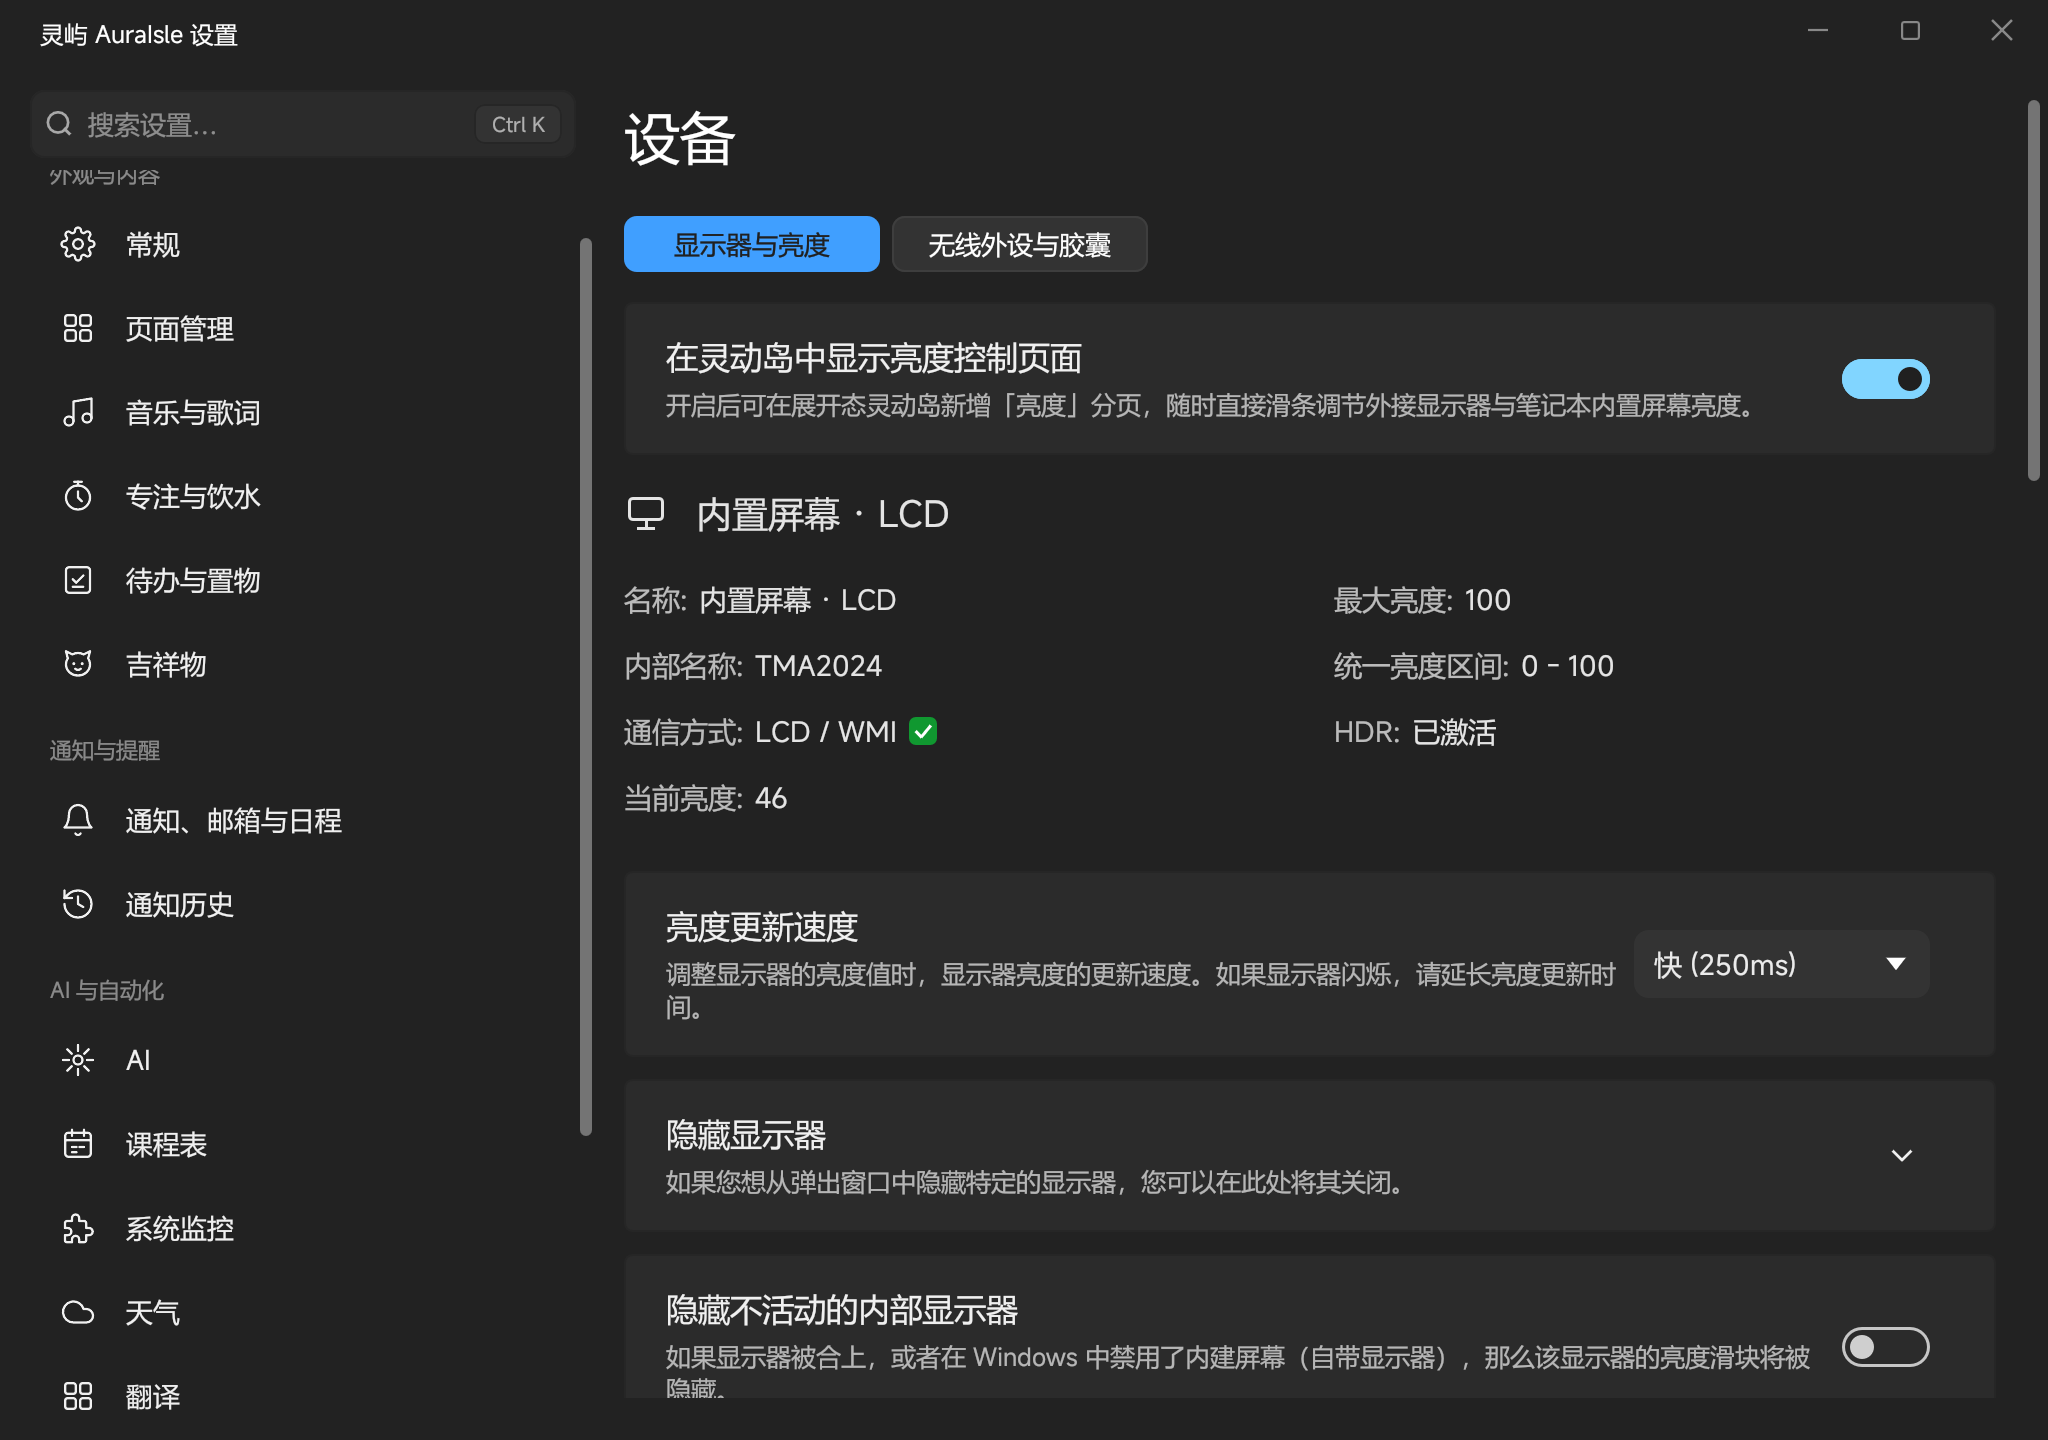 灵屿 AuraIsle 设置
搜索设置...
Ctrl K
外观与内容
常规
页面管理
音乐与歌词
专注与饮水
待办与置物
吉祥物
通知与提醒
通知、邮箱与日程
通知历史
AI 与自动化
AI
课程表
系统监控
天气
翻译
设备
显示器与亮度
无线外设与胶囊
在灵动岛中显示亮度控制页面
开启后可在展开态灵动岛新增「亮度」分页，随时直接滑条调节外接显示器与笔记本内置屏幕亮度。
内置屏幕 · LCD
名称: 内置屏幕 · LCD
最大亮度: 100
内部名称: TMA2024
统一亮度区间: 0 - 100
通信方式: LCD / WMI ✅
HDR: 已激活
当前亮度: 46
亮度更新速度
调整显示器的亮度值时，显示器亮度的更新速度。如果显示器闪烁，请延长亮度更新时
间。
快 (250ms)
隐藏显示器
如果您想从弹出窗口中隐藏特定的显示器，您可以在此处将其关闭。
隐藏不活动的内部显示器
如果显示器被合上，或者在 Windows 中禁用了内建屏幕（自带显示器），那么该显示器的亮度滑块将被
隐藏。